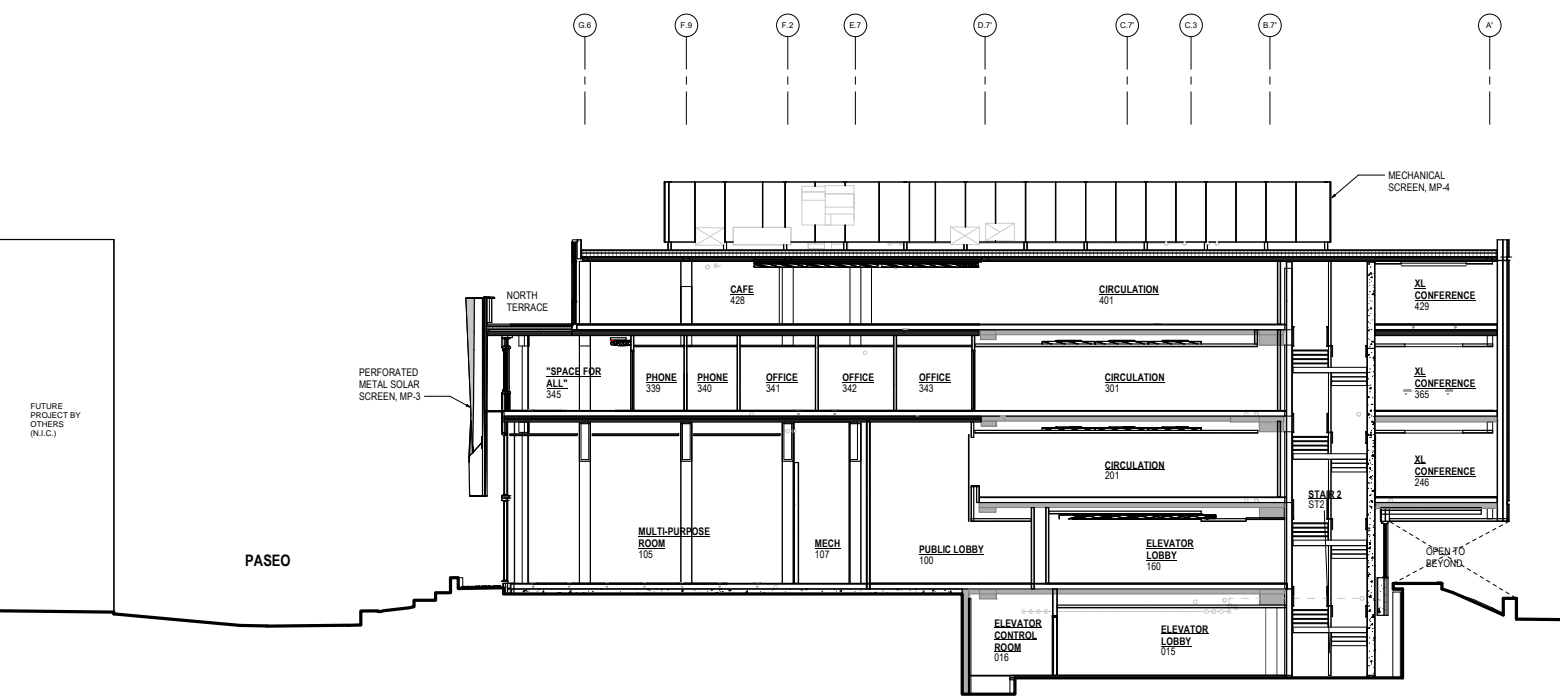 G.6
F.9
F.2
E.7
D.7'
C.7'
C.3
B.7'
A'
MECHANICAL
SCREEN, MP-4
NORTH
TERRACE
CAFE
428
CIRCULATION
401
XL
CONFERENCE
429
PERFORATED
METAL SOLAR
SCREEN, MP-3
"SPACE FOR
ALL"
345
PHONE
339
PHONE
340
OFFICE
341
OFFICE
342
OFFICE
343
CIRCULATION
301
XL
CONFERENCE
365
FUTURE
PROJECT BY
OTHERS
(N.I.C.)
CIRCULATION
201
XL
CONFERENCE
246
STAIR 2
ST2
MULTI-PURPOSE
ROOM
105
MECH
107
PUBLIC LOBBY
100
ELEVATOR
LOBBY
160
OPEN TO
BEYOND
PASEO
ELEVATOR
CONTROL
ROOM
016
ELEVATOR
LOBBY
015